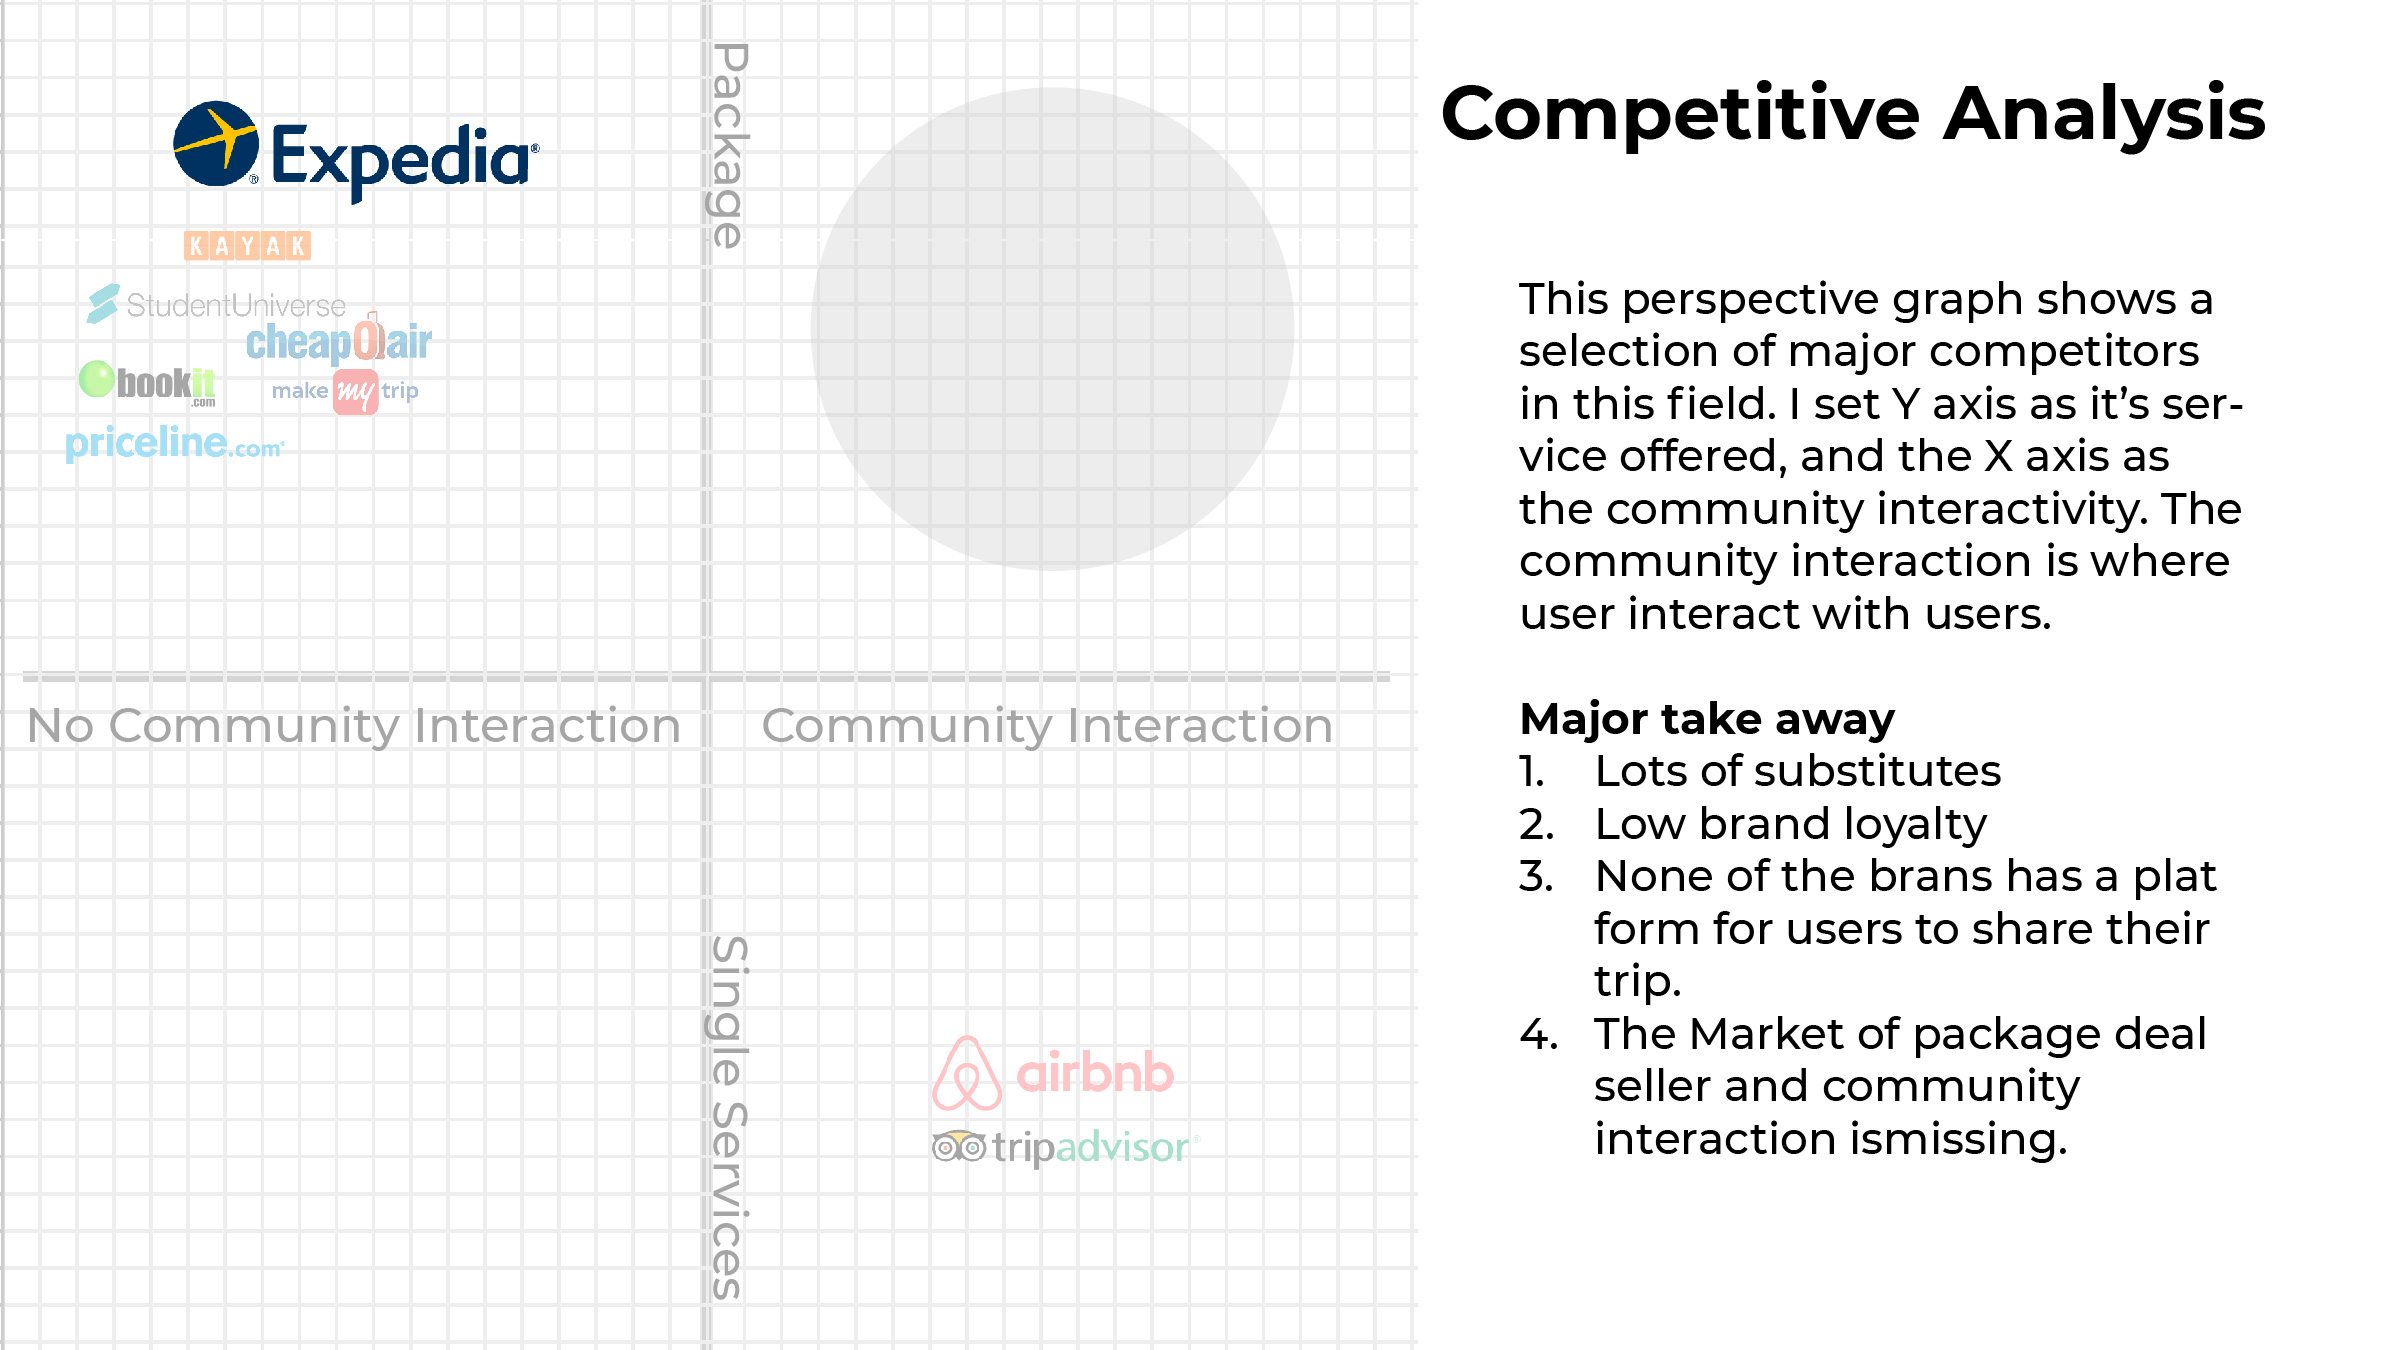 Package
Expedia®
®
KAYAK
StudentUniverse
cheapOair
bookit
.com
make my trip
priceline.com®
No Community Interaction
Community Interaction
Single Services
airbnb
tripadvisor®
Competitive Analysis
This perspective graph shows a
selection of major competitors
in this field. I set Y axis as it’s ser-
vice offered, and the X axis as
the community interactivity. The
community interaction is where
user interact with users.
Major take away
1. Lots of substitutes
2. Low brand loyalty
3. None of the brans has a plat
form for users to share their
trip.
4. The Market of package deal
seller and community
interaction ismissing.